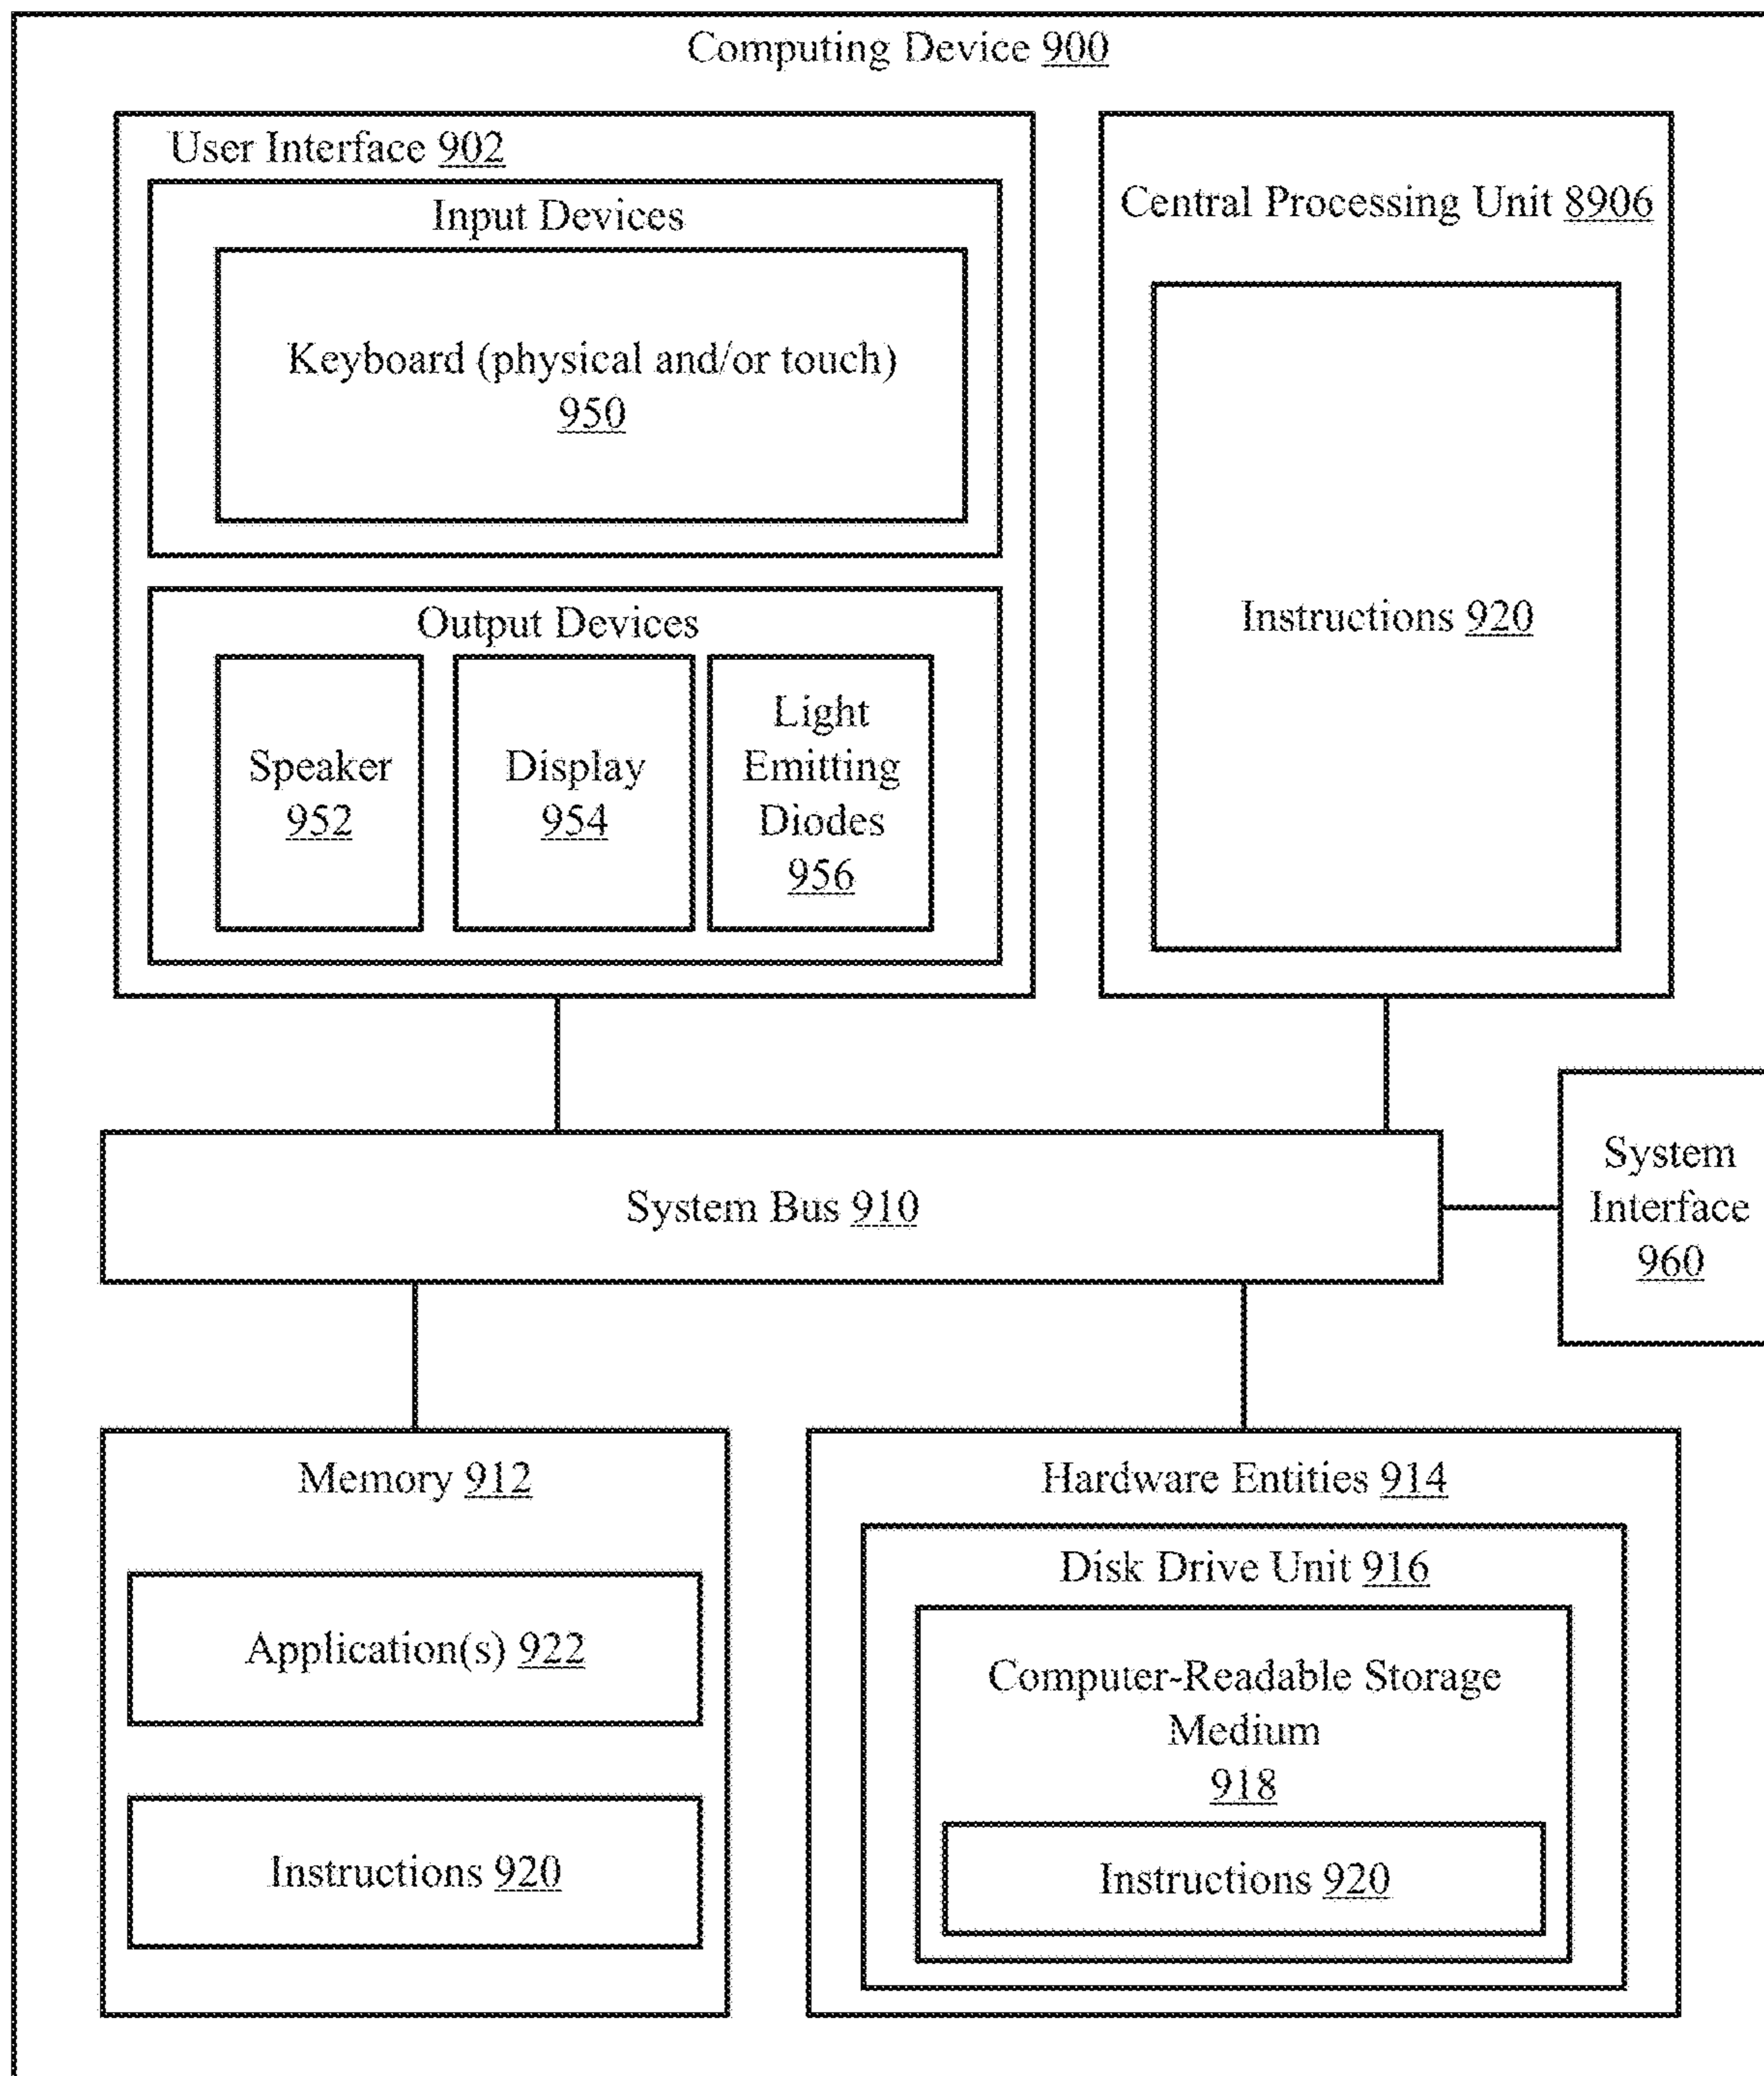 Computing Device 900
User Interface 902
Input Devices
Keyboard (physical and/or touch)
950
Output Devices
Speaker
952
Display
954
Light
Emitting
Diodes
956
Central Processing Unit 8906
Instructions 920
System Bus 910
System
Interface
960
Memory 912
Application(s) 922
Instructions 920
Hardware Entities 914
Disk Drive Unit 916
Computer-Readable Storage
Medium
918
Instructions 920